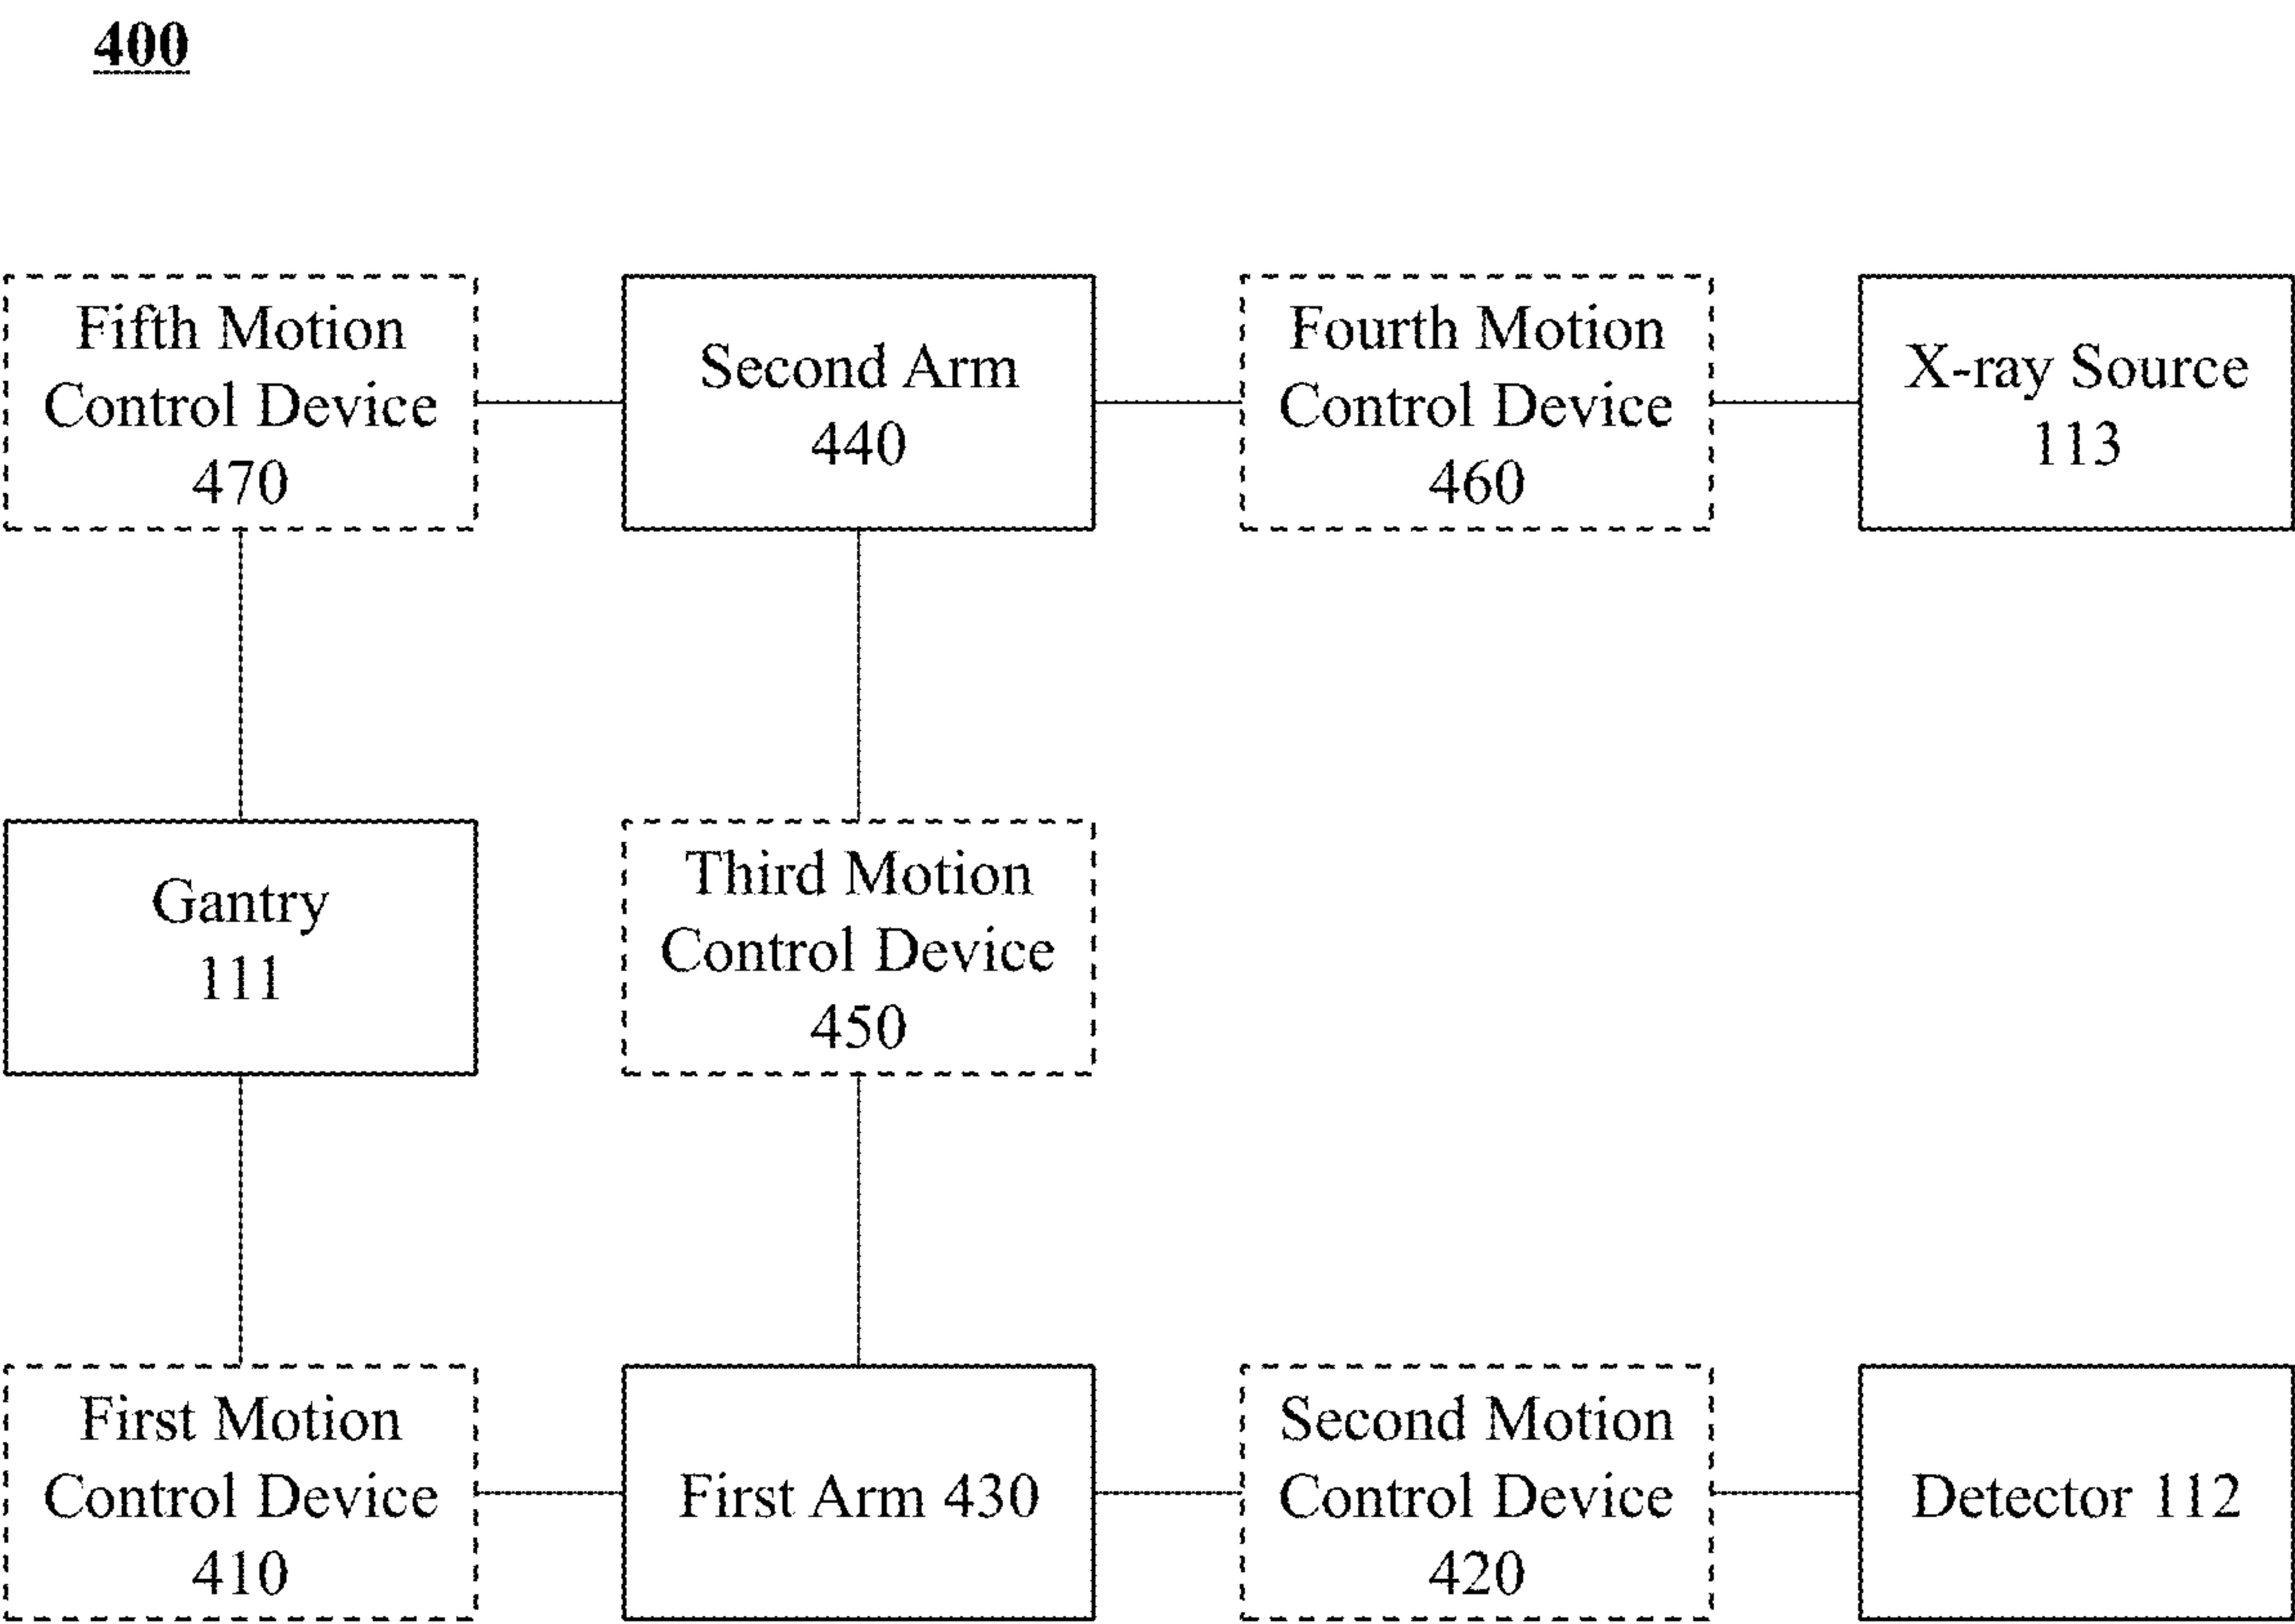 400
Fifth Motion
Control Device
470
Second Arm
440
Fourth Motion
Control Device
460
X-ray Source
113
Gantry
111
Third Motion
Control Device
450
First Motion
Control Device
410
First Arm 430
Second Motion
Control Device
420
Detector 112